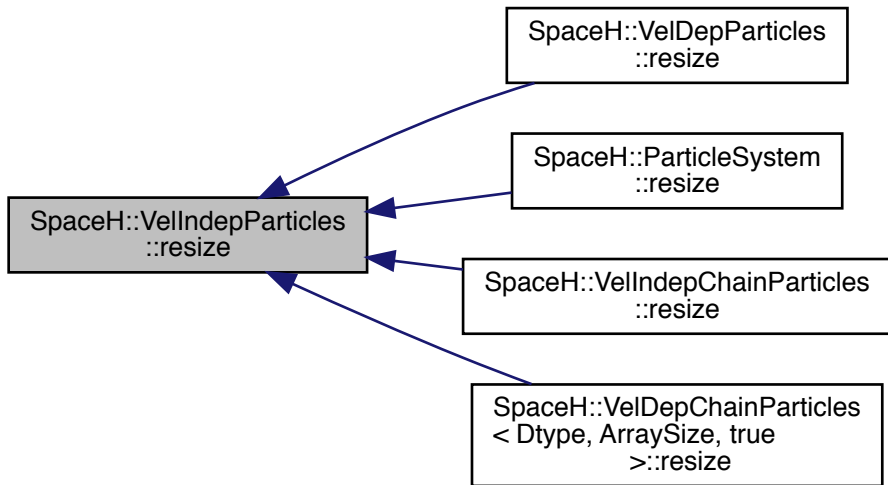 SpaceH::VelDepParticles
::resize
SpaceH::ParticleSystem
::resize
SpaceH::VelIndepParticles
::resize
SpaceH::VelIndepChainParticles
::resize
SpaceH::VelDepChainParticles
< Dtype, ArraySize, true
>::resize